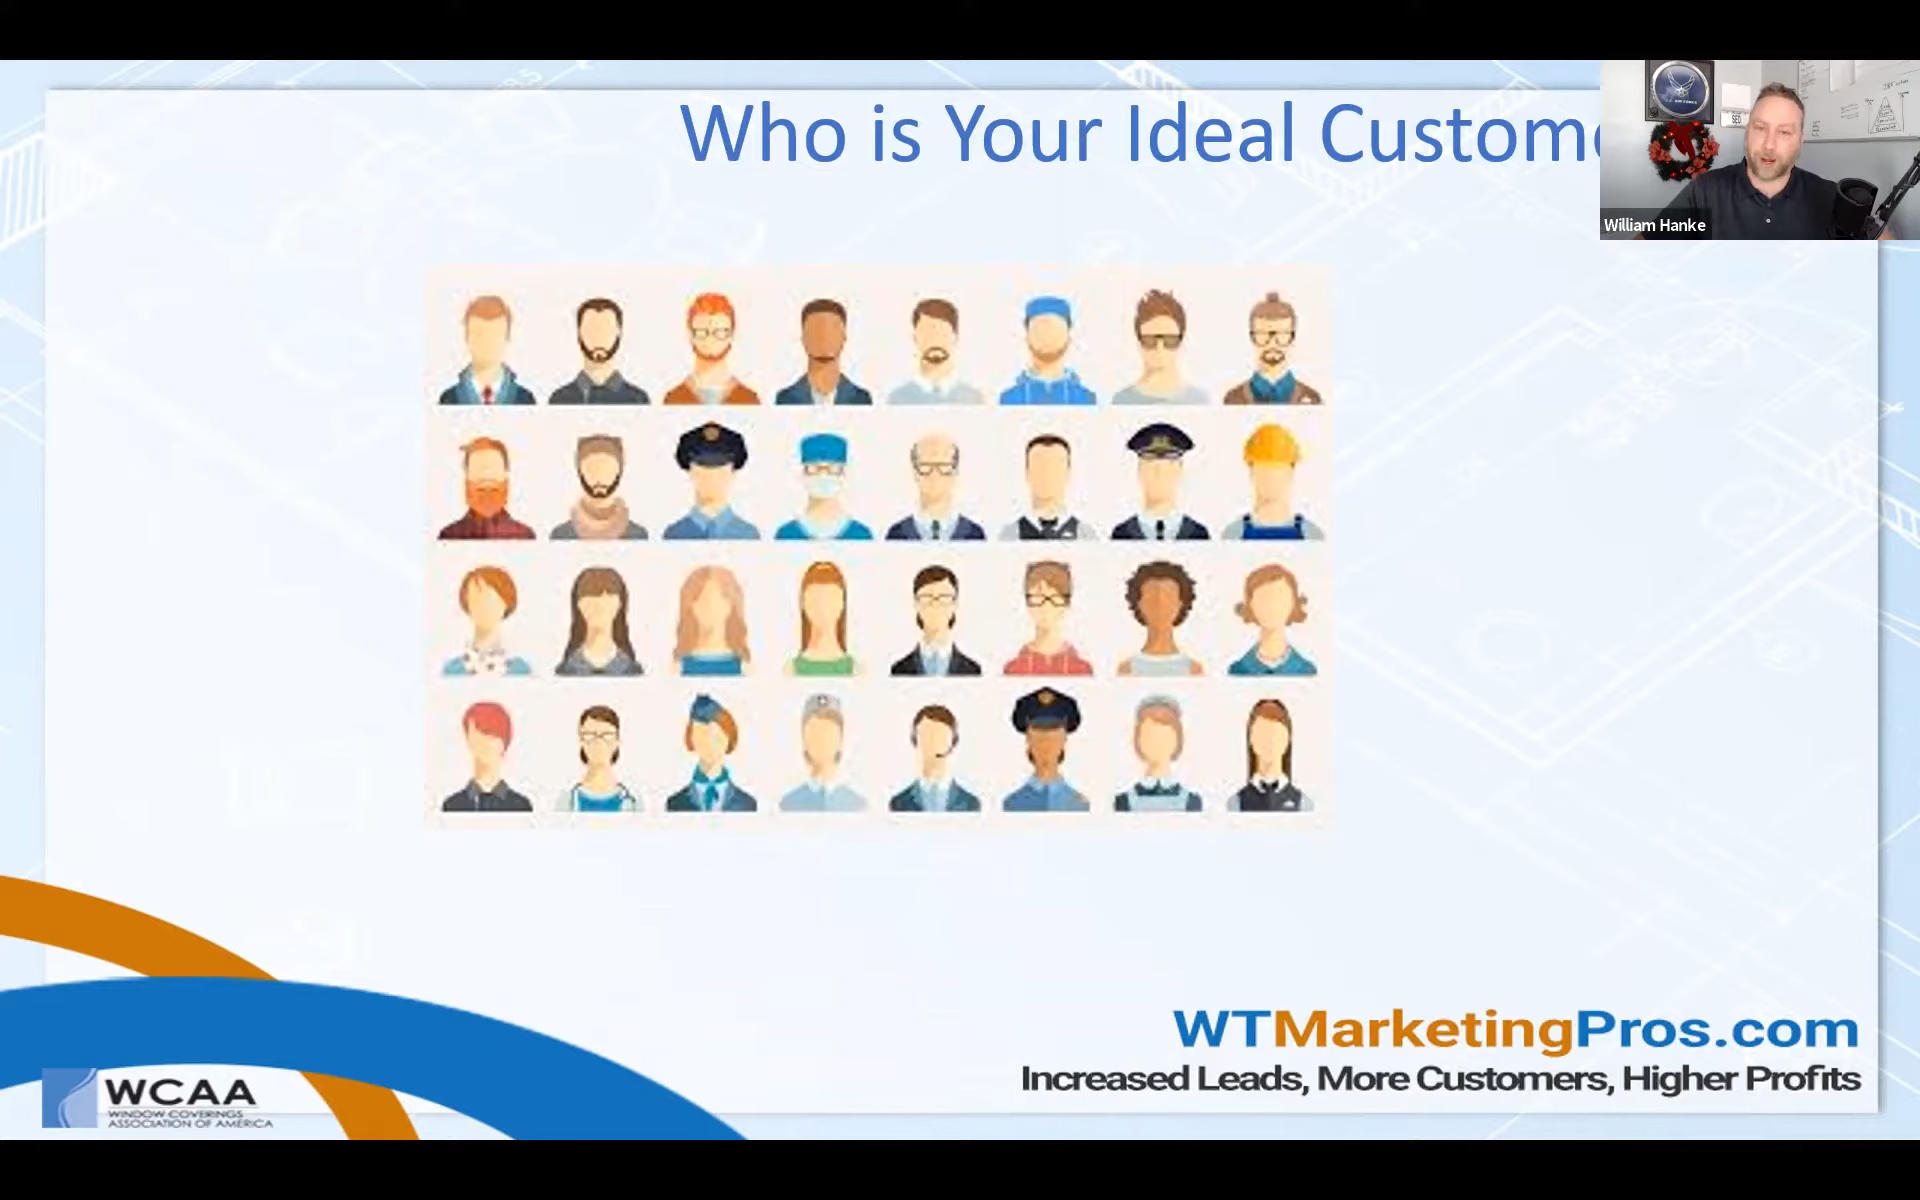 Who is Your Ideal Custome
William Hanke
SEO
WTMarketingPros.com
Increased Leads, More Customers, Higher Profits
WCAA
WINDOW COVERINGS
ASSOCIATION OF AMERICA